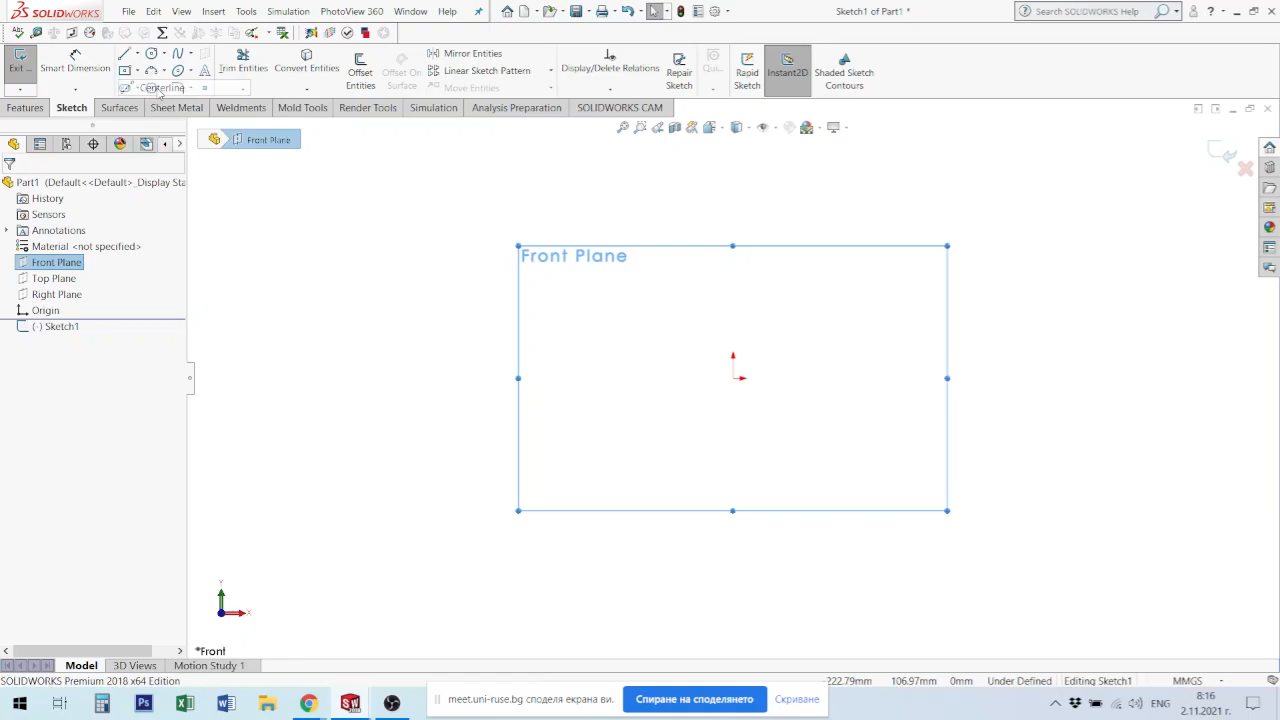 SOLIDWORKS File Edit View Insert Tools Simulation PhotoView 360 Window Help Sketch1 of Part1 * Search SOLIDWORKS Help
Exit ... Smart Dimension Trim Entities Convert Entities Offset Entities Offset On Surface Mirror Entities Linear Sketch Pattern Move Entities Display/Delete Relations Repair Sketch Qui... Rapid Sketch Instant2D Shaded Sketch Contours
Centerline
Features Sketch Surfaces Sheet Metal Weldments Mold Tools Render Tools Simulation Analysis Preparation SOLIDWORKS CAM
Front Plane
Part1 (Default<<Default>_Display Sta
History
Sensors
Annotations
Material <not specified>
Front Plane
Top Plane
Right Plane
Origin
(-) Sketch1
Front Plane
Y
X
*Front
Model 3D Views Motion Study 1
SOLIDWORKS Premium 2018 x64 Edition 222.79mm 106.97mm 0mm Under Defined Editing Sketch1 MMGS
meet.uni-ruse.bg споделя екрана ви. Спиране на споделянето Скриване
ENG 8:16
2.11.2021 г.